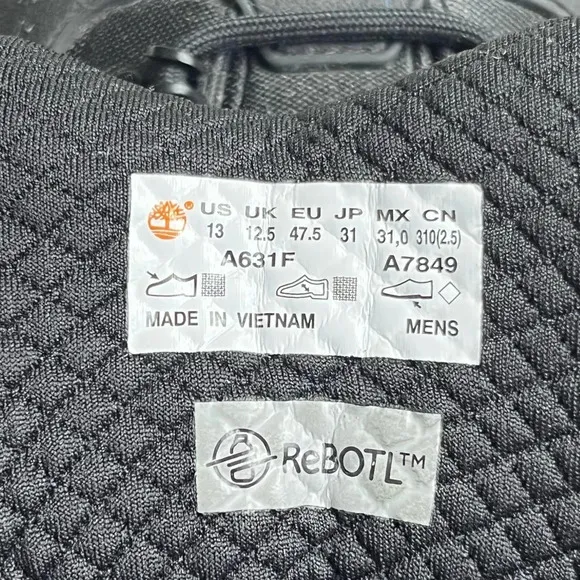 US UK EU JP MX CN
13 12.5 47.5 31 31,0 310(2.5)
A631F A7849
MADE IN VIETNAM MENS
ReBOTL™